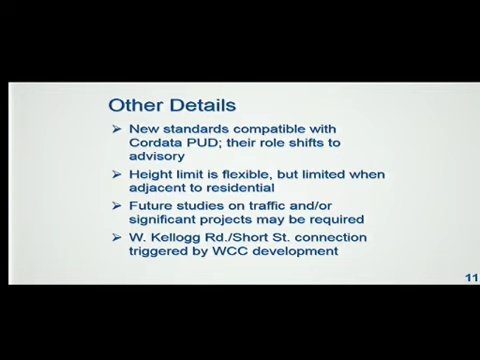 Other Details
➢ New standards compatible with
Cordata PUD; their role shifts to
advisory
➢ Height limit is flexible, but limited when
adjacent to residential
➢ Future studies on traffic and/or
significant projects may be required
➢ W. Kellogg Rd./Short St. connection
triggered by WCC development
11